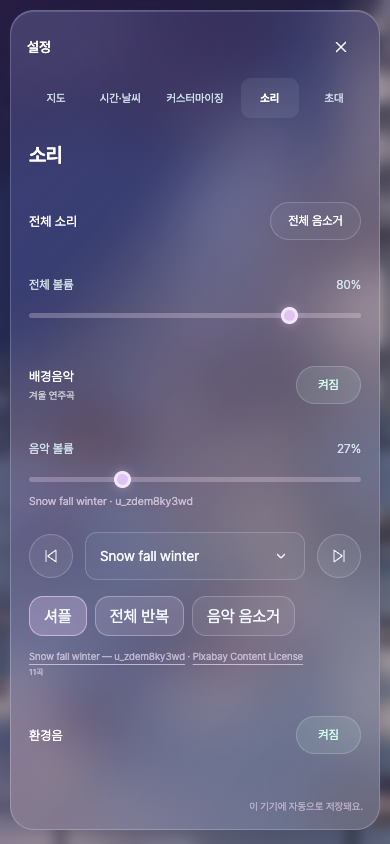 설정
지도 시간·날씨 커스터마이징 소리 초대
소리
전체 소리 전체 음소거
전체 볼륨 80%
배경음악 켜짐
겨울 연주곡
음악 볼륨 27%
Snow fall winter · u_zdem8ky3wd
Snow fall winter
셔플 전체 반복 음악 음소거
Snow fall winter — u_zdem8ky3wd · Pixabay Content License
11곡
환경음 켜짐
이 기기에 자동으로 저장돼요.